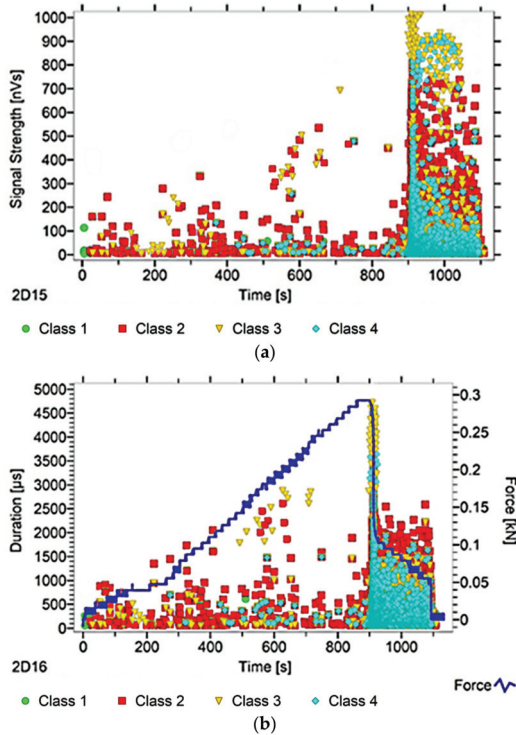 1000
900
800
700
600
500
400
300
200
100
0
Signal Strength [nVs]
0 200 400 600 800 1000
Time [s]
2D15
Class 1 Class 2 Class 3 Class 4
(a)
5000
4500
4000
3500
3000
2500
2000
1500
1000
500
0
Duration [µs]
0.3
0.25
0.2
0.15
0.1
0.05
0
Force [kN]
0 200 400 600 800 1000
Time [s]
2D16
Force
Class 1 Class 2 Class 3 Class 4
(b)